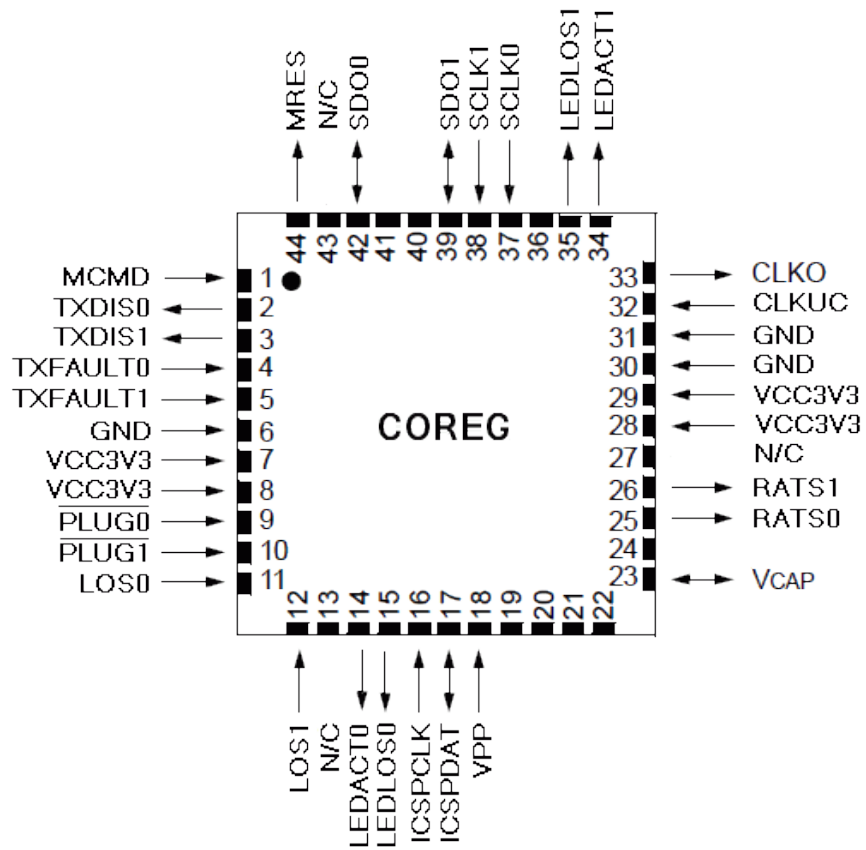 MRES
N/C
SDO0
SDO1
SCLK1
SCLK0
LEDLOS1
LEDACT1
44
43
42
41
40
39
38
37
36
35
34
MCMD 1
TXDIS0 2
TXDIS1 3
TXFAULT0 4
TXFAULT1 5
GND 6
VCC3V3 7
VCC3V3 8
PLUG0 9
PLUG1 10
LOS0 11
COREG
33 CLKO
32 CLKUC
31 GND
30 GND
29 VCC3V3
28 VCC3V3
27 N/C
26 RATS1
25 RATS0
24
23 VCAP
12
13
14
15
16
17
18
19
20
21
22
LOS1
N/C
LEDACT0
LEDLOS0
ICSPCLK
ICSPDAT
VPP